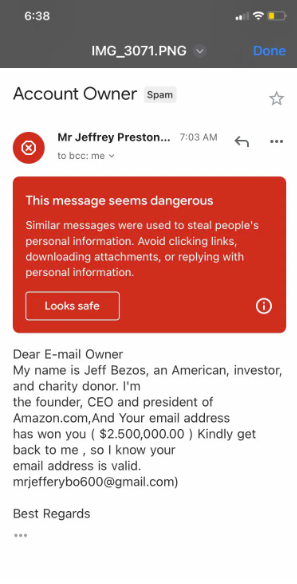 6:38
IMG_3071.PNG
Done
Account Owner Spam
Mr Jeffrey Preston... 7:03 AM
to bcc: me
This message seems dangerous
Similar messages were used to steal people's
personal information. Avoid clicking links,
downloading attachments, or replying with
personal information.
Looks safe
Dear E-mail Owner
My name is Jeff Bezos, an American, investor,
and charity donor. I'm
the founder, CEO and president of
Amazon.com,And Your email address
has won you ( $2.500,000.00 ) Kindly get
back to me , so I know your
email address is valid.
mrjefferybo600@gmail.com)
Best Regards